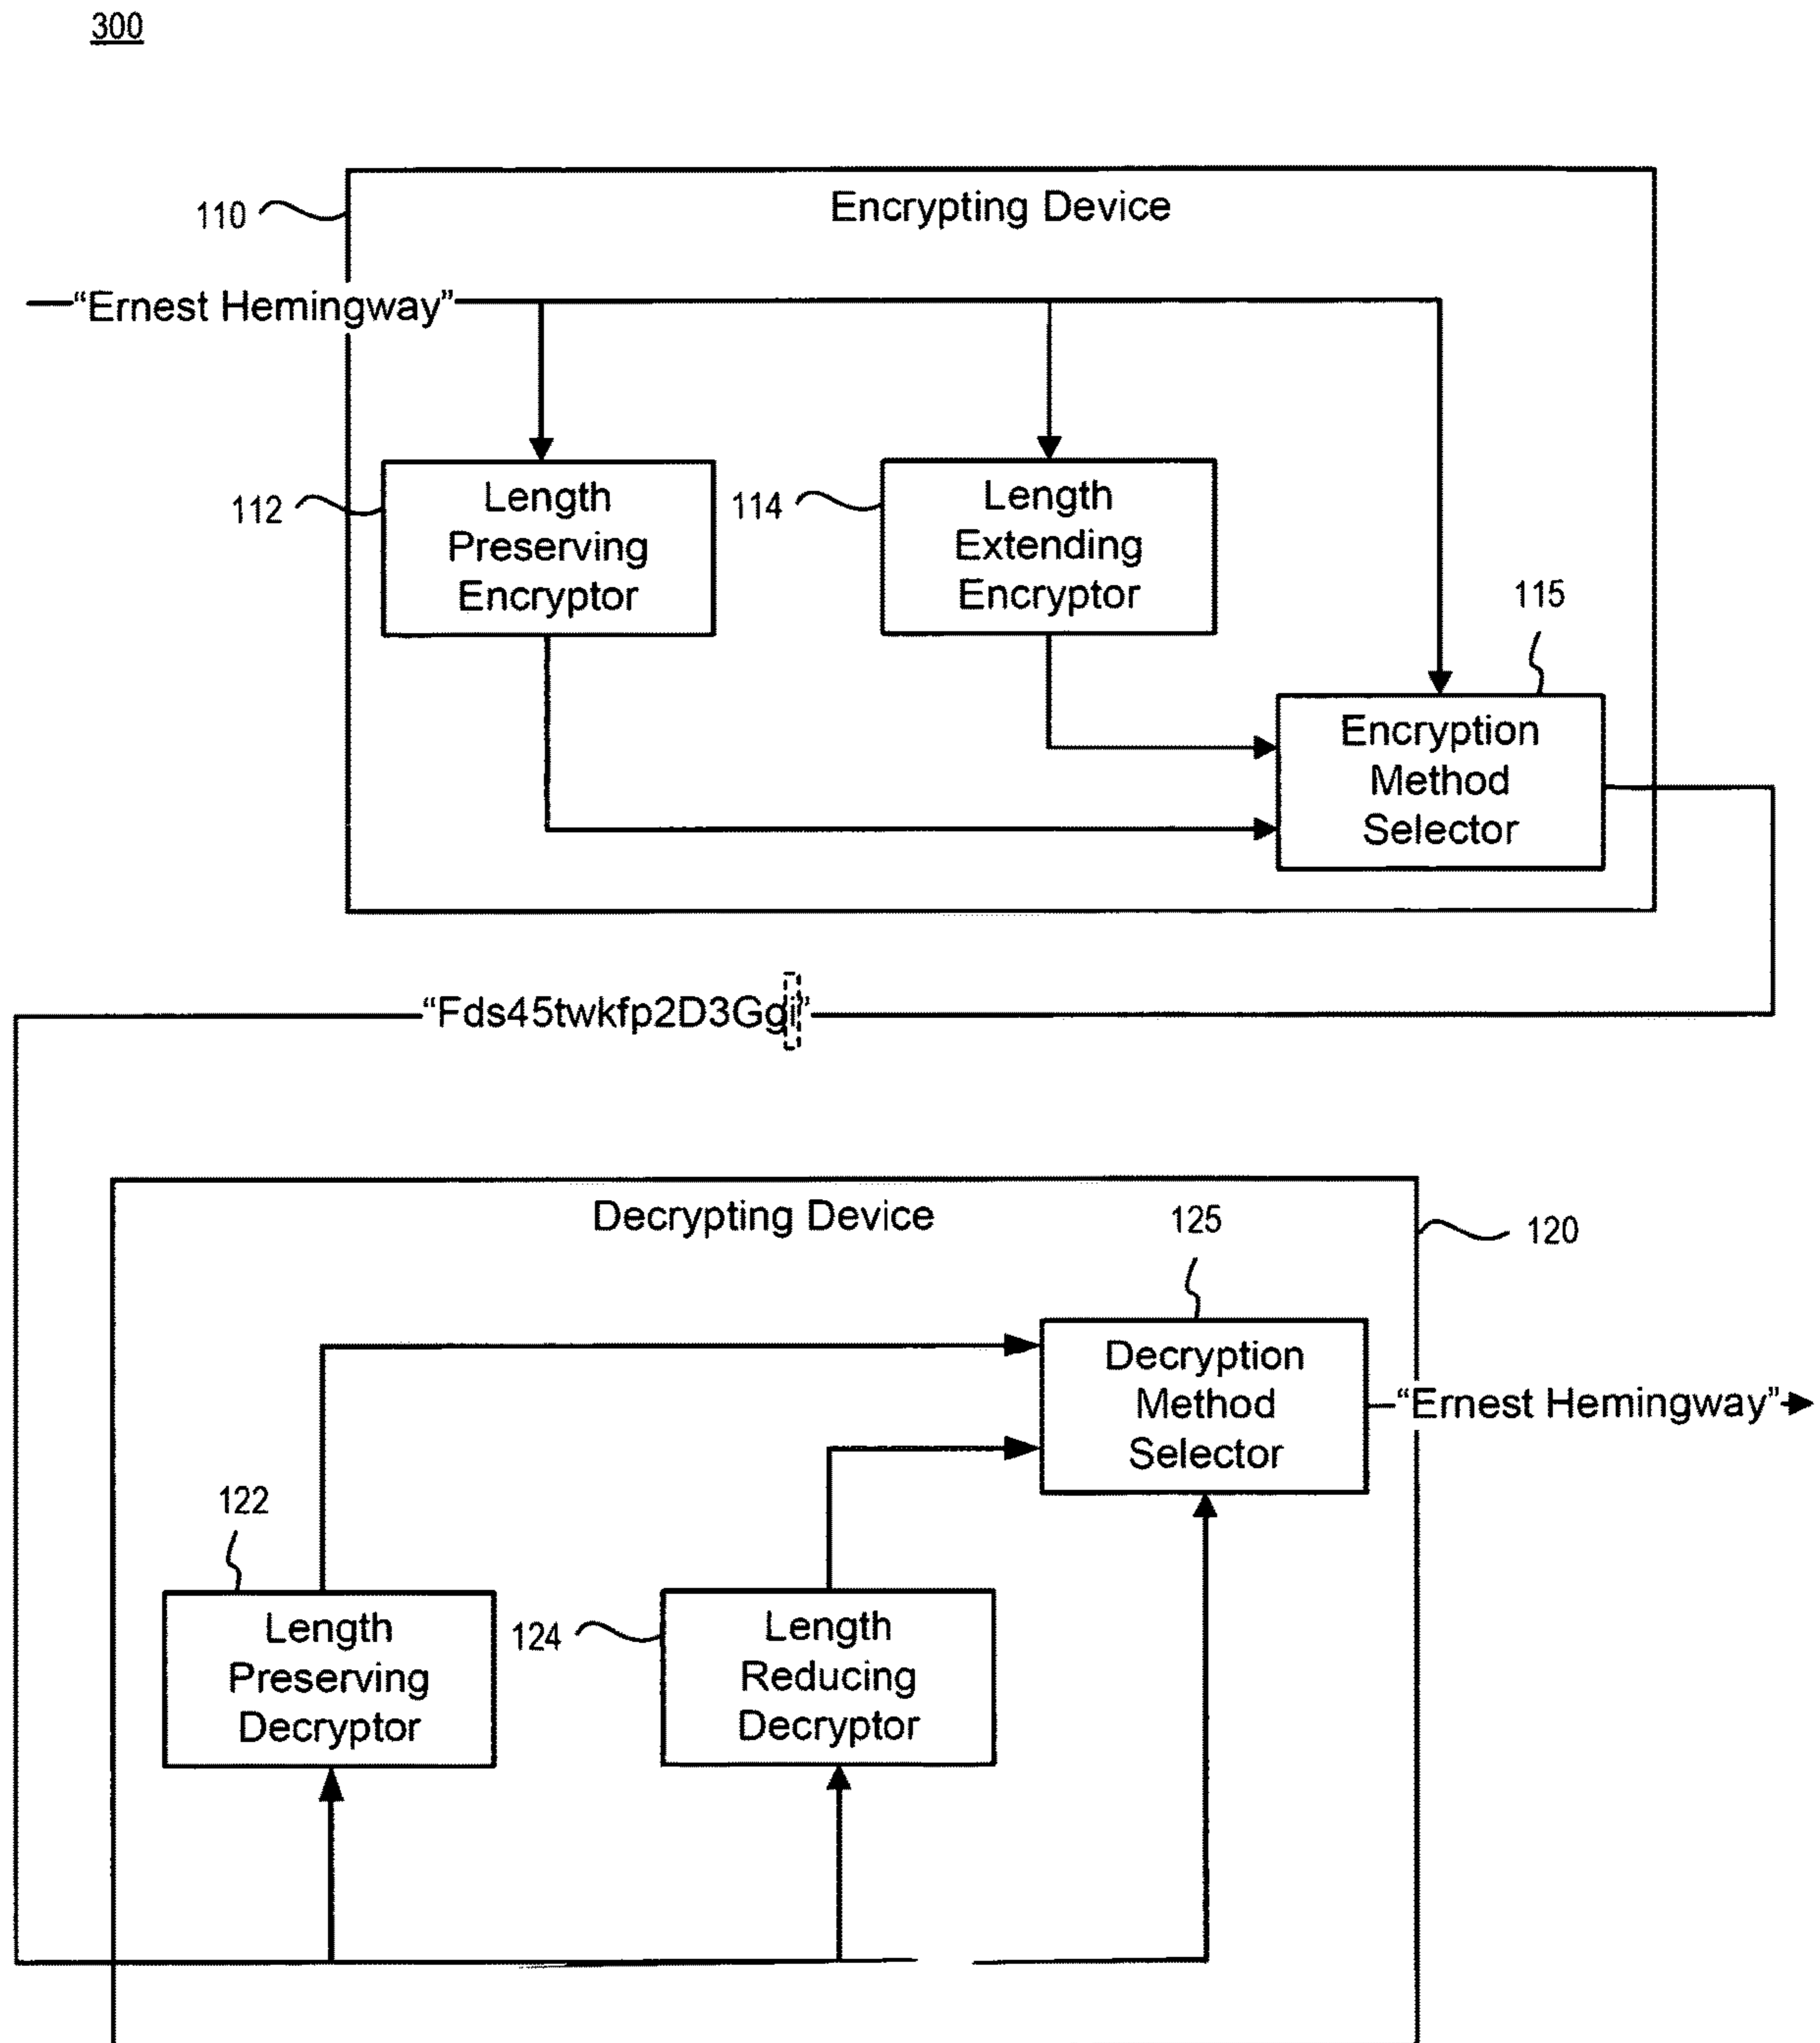 300
110
Encrypting Device
“Ernest Hemingway”
112
Length
Preserving
Encryptor
114
Length
Extending
Encryptor
115
Encryption
Method
Selector
“Fds45twkfp2D3Ggi”
Decrypting Device
125
120
Decryption
Method
Selector
“Ernest Hemingway”
122
Length
Preserving
Decryptor
124
Length
Reducing
Decryptor